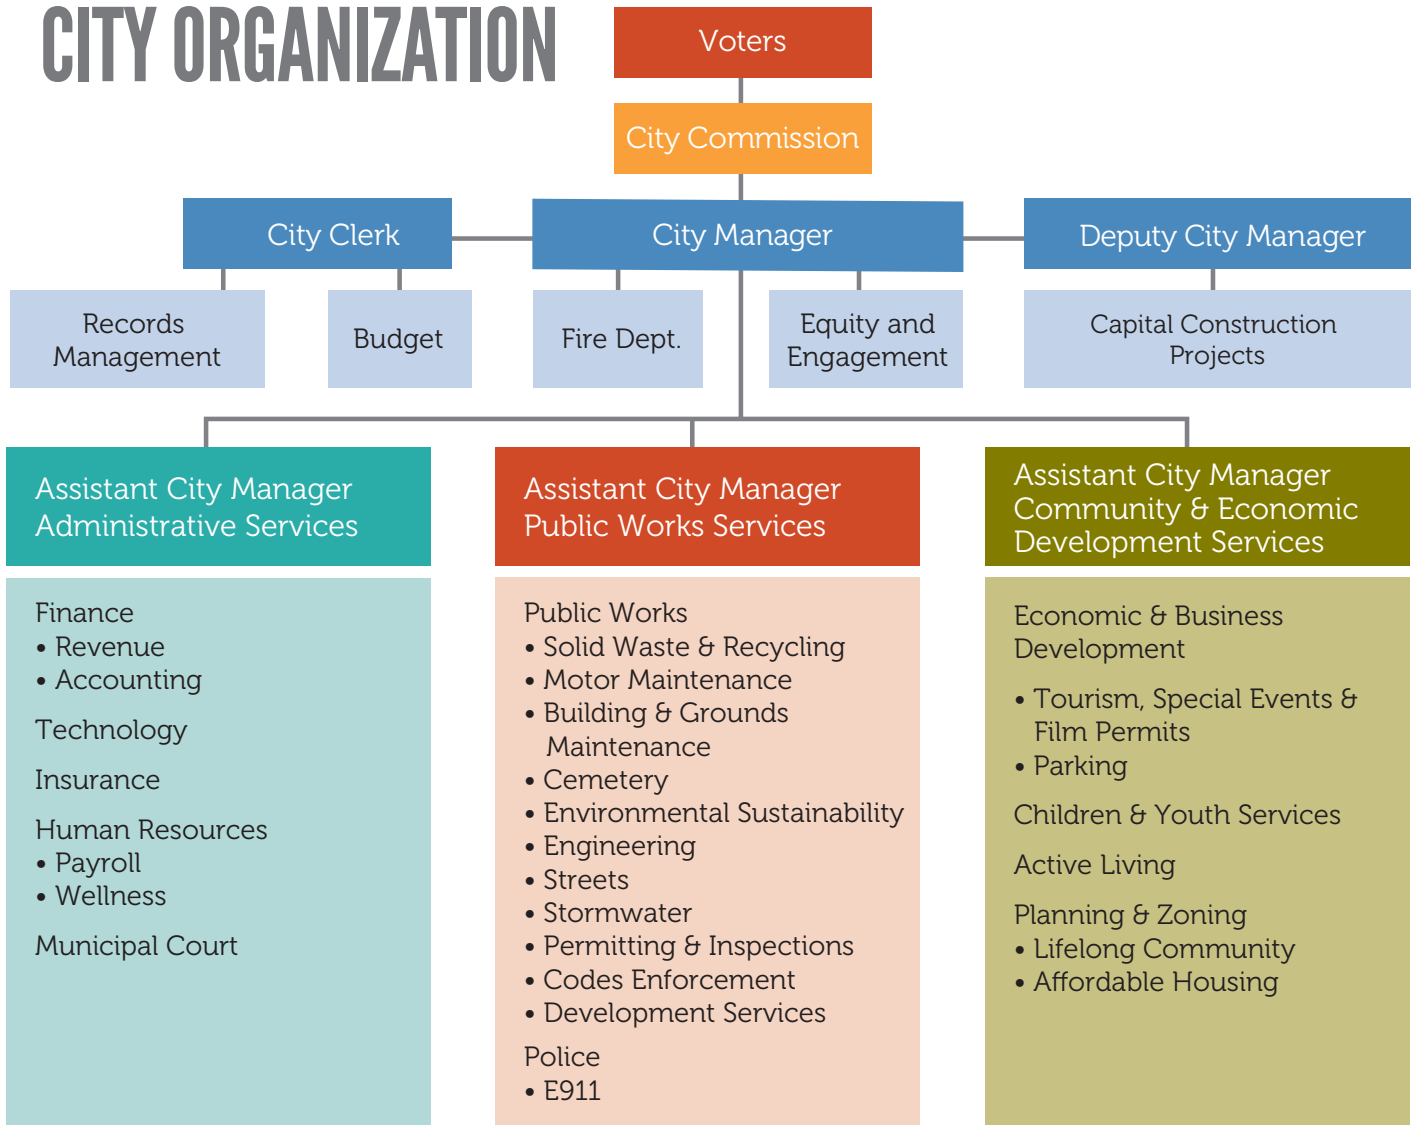 CITY ORGANIZATION
Voters
City Commission
City Clerk
City Manager
Deputy City Manager
Records
Management
Budget
Fire Dept.
Equity and
Engagement
Capital Construction
Projects
Assistant City Manager
Administrative Services
Finance
• Revenue
• Accounting
Technology
Insurance
Human Resources
• Payroll
• Wellness
Municipal Court
Assistant City Manager
Public Works Services
Public Works
• Solid Waste & Recycling
• Motor Maintenance
• Building & Grounds
Maintenance
• Cemetery
• Environmental Sustainability
• Engineering
• Streets
• Stormwater
• Permitting & Inspections
• Codes Enforcement
• Development Services
Police
• E911
Assistant City Manager
Community & Economic
Development Services
Economic & Business
Development
• Tourism, Special Events &
Film Permits
• Parking
Children & Youth Services
Active Living
Planning & Zoning
• Lifelong Community
• Affordable Housing